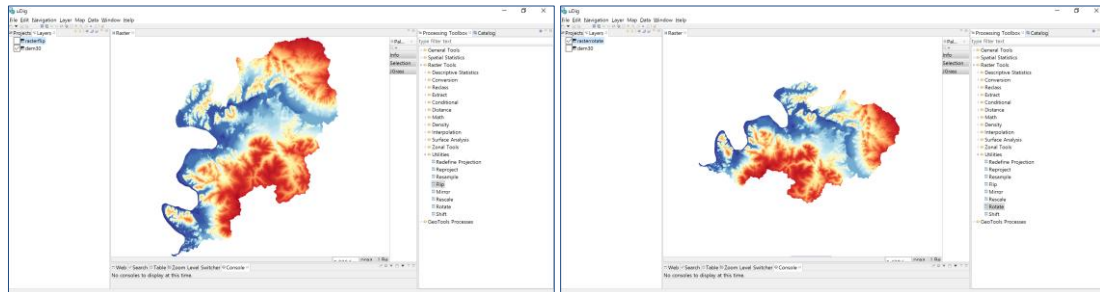 uDig
File Edit Navigation Layer Map Data Window Help
Projects Layers
rasterflip
dem30
Raster
Pal...
Info
Selection
JGrass
Processing Toolbox Catalog
type filter text
General Tools
Spatial Statistics
Raster Tools
Descriptive Statistics
Conversion
Reclass
Extract
Conditional
Distance
Math
Density
Interpolation
Surface Analysis
Zonal Tools
Utilities
Redefine Projection
Reproject
Resample
Flip
Mirror
Rescale
Rotate
Shift
GeoTools Processes
Web Search Table Zoom Level Switcher Console
No consoles to display at this time.
uDig
File Edit Navigation Layer Map Data Window Help
Projects Layers
rasterrotate
dem30
Raster
Pal...
Info
Selection
JGrass
Processing Toolbox Catalog
type filter text
General Tools
Spatial Statistics
Raster Tools
Descriptive Statistics
Conversion
Reclass
Extract
Conditional
Distance
Math
Density
Interpolation
Surface Analysis
Zonal Tools
Utilities
Redefine Projection
Reproject
Resample
Flip
Mirror
Rescale
Rotate
Shift
GeoTools Processes
Web Search Table Zoom Level Switcher Console
No consoles to display at this time.